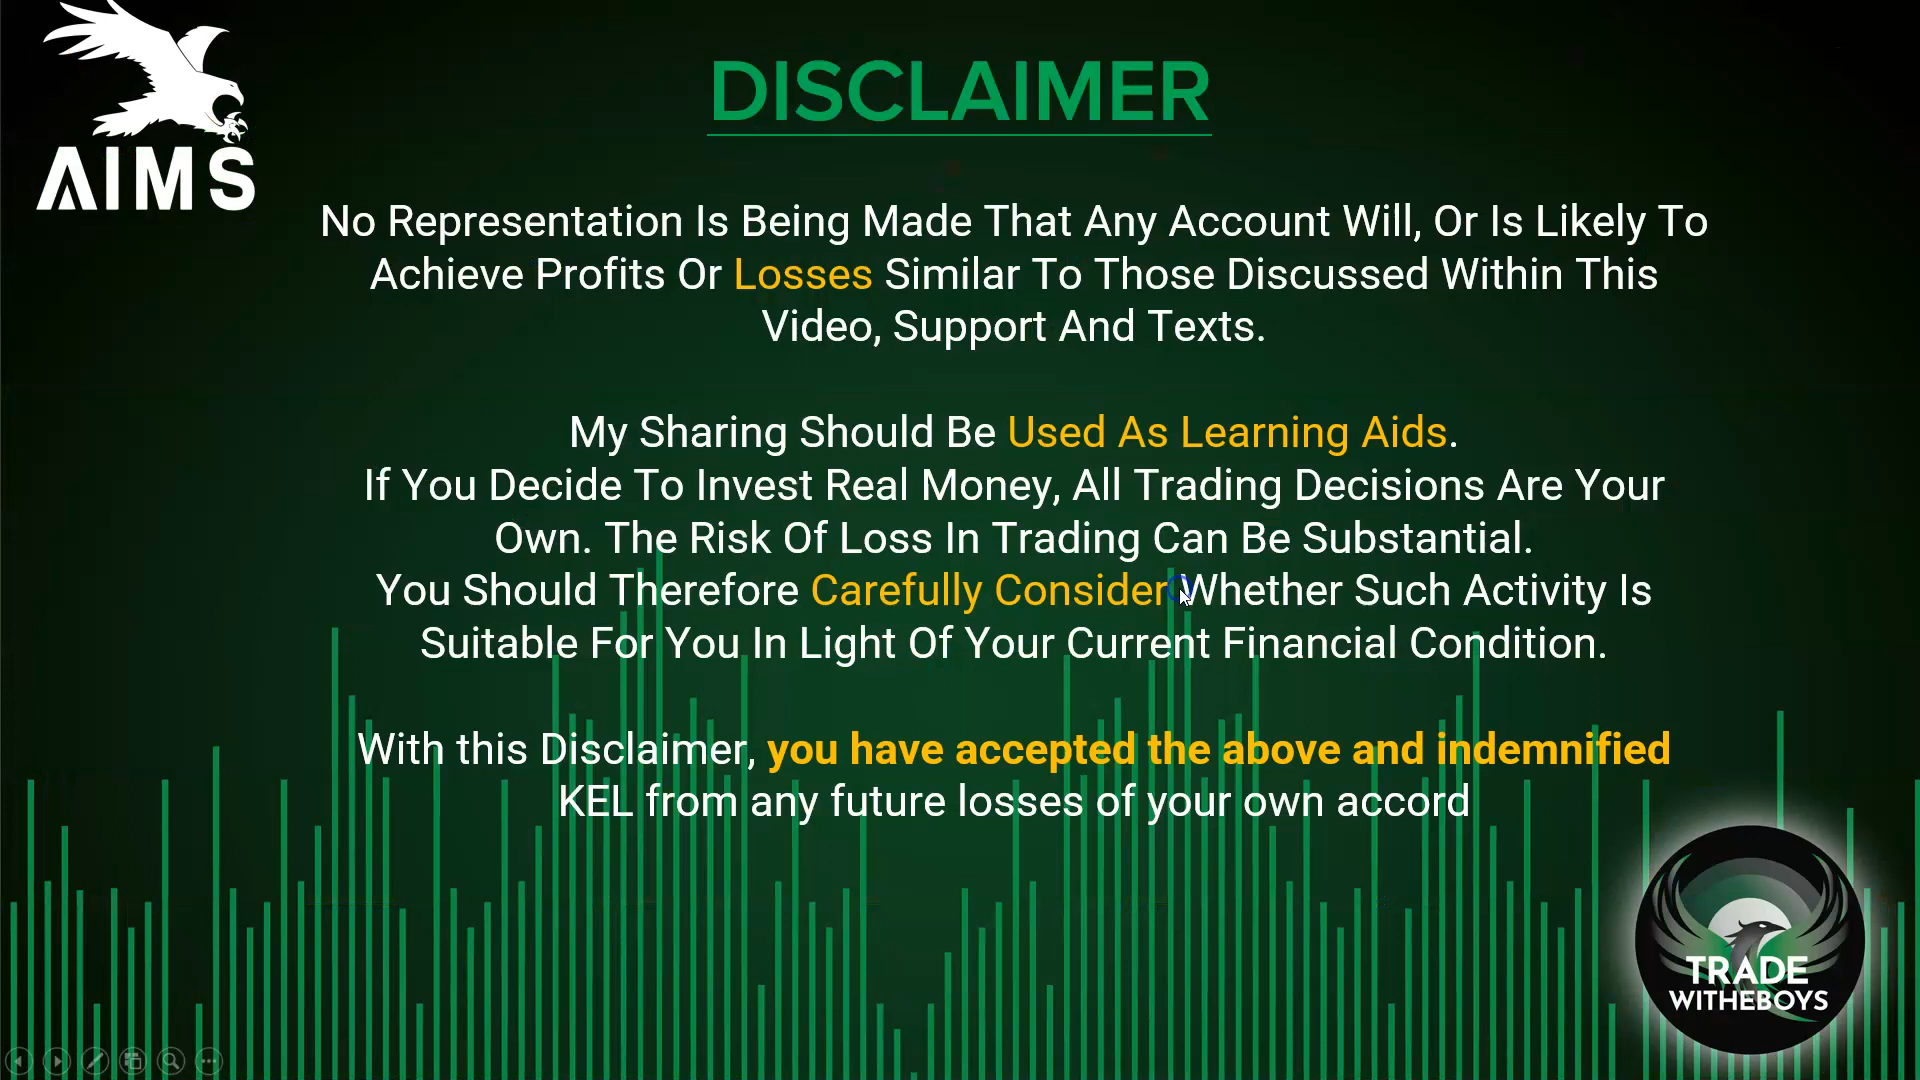 AIMS
DISCLAIMER
No Representation Is Being Made That Any Account Will, Or Is Likely To
Achieve Profits Or Losses Similar To Those Discussed Within This
Video, Support And Texts.
My Sharing Should Be Used As Learning Aids.
If You Decide To Invest Real Money, All Trading Decisions Are Your
Own. The Risk Of Loss In Trading Can Be Substantial.
You Should Therefore Carefully Consider Whether Such Activity Is
Suitable For You In Light Of Your Current Financial Condition.
With this Disclaimer, you have accepted the above and indemnified
KEL from any future losses of your own accord
TRADE
WITHEBOYS